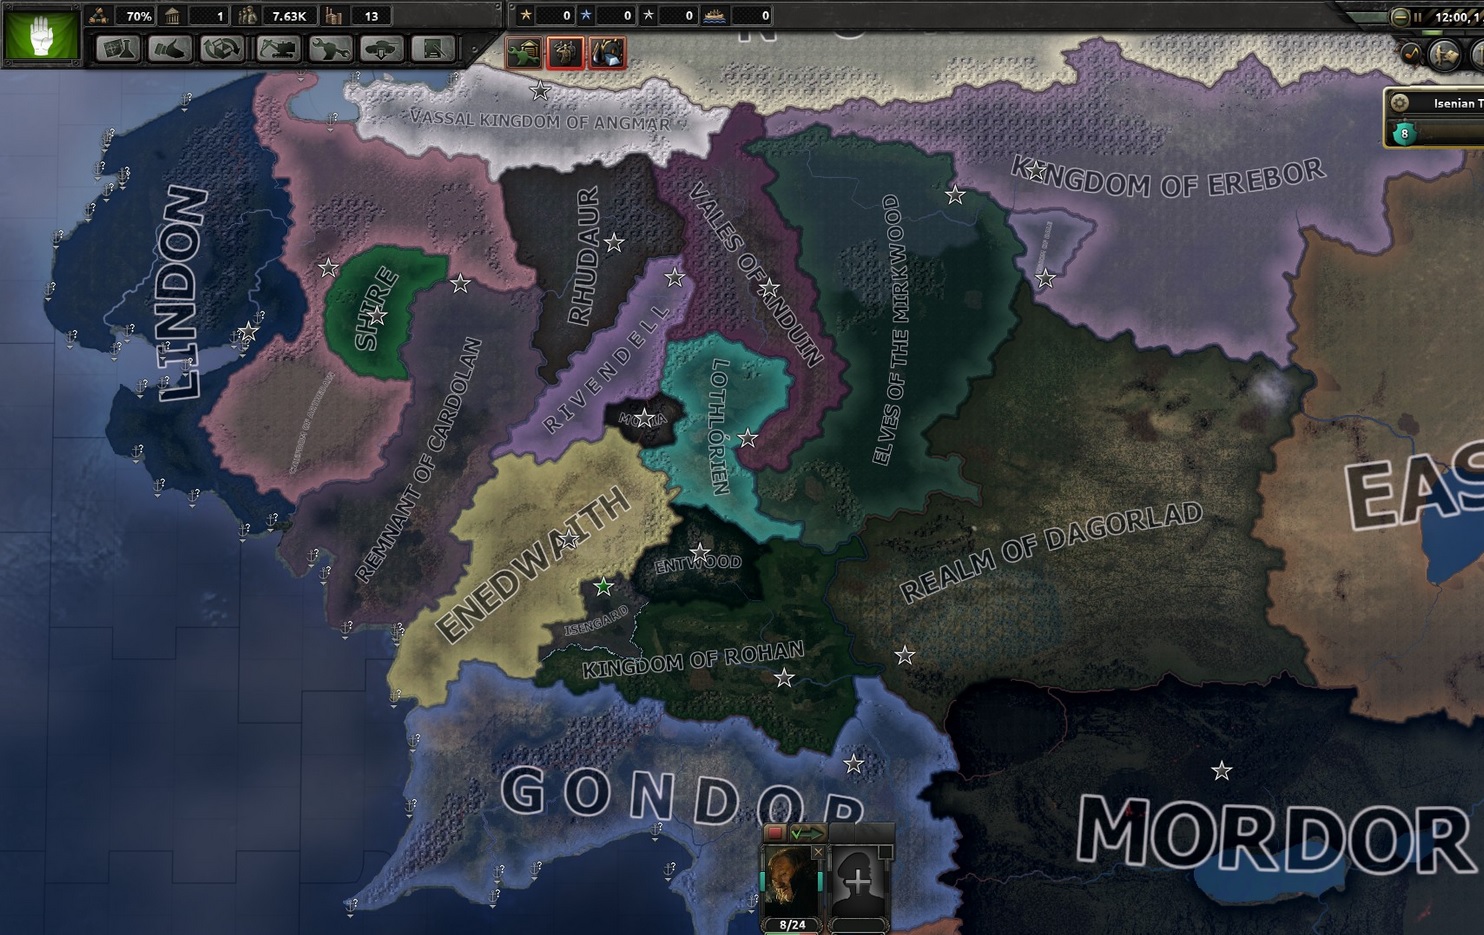 70%
1
7.63K
13
0
0
0
0
12:00, 1
Isenian T
8
VASSAL KINGDOM OF ANGMAR
KINGDOM OF EREBOR
LINDON
RHUDAUR
VALES OF ANDUIN
ELVES OF THE MIRKWOOD
SHIRE
RIVENDELL
REMNANT OF CARDOLAN
LOTHLÓRIEN
MORIA
EAS
ENEDWAITH
REALM OF DAGORLAD
ENTWOOD
ISENGARD
KINGDOM OF ROHAN
GONDOR
MORDOR
8/24